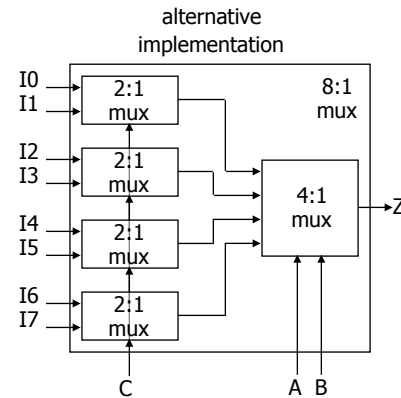 alternative
implementation
I0
I1
2:1
mux
8:1
mux
I2
I3
2:1
mux
4:1
mux
Z
I4
I5
2:1
mux
I6
I7
2:1
mux
C
A B